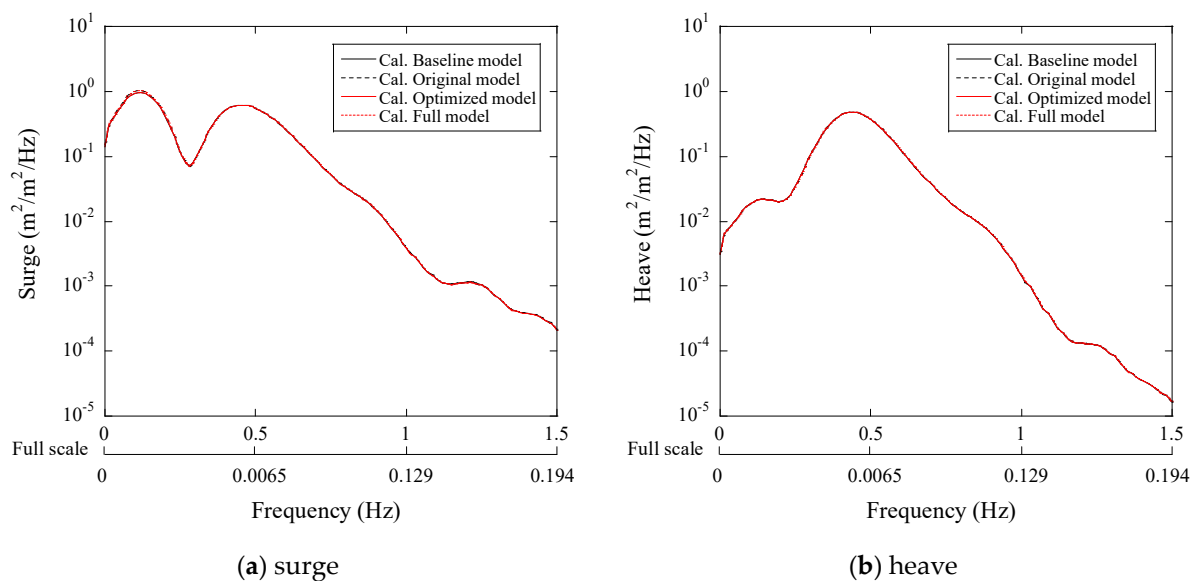 10^1
10^0
10^-1
10^-2
10^-3
10^-4
10^-5
Surge (m^2/m^2/Hz)
Cal. Baseline model
Cal. Original model
Cal. Optimized model
Cal. Full model
0 0.5 1 1.5
Full scale
0 0.0065 0.129 0.194
Frequency (Hz)
(a) surge
10^1
10^0
10^-1
10^-2
10^-3
10^-4
10^-5
Heave (m^2/m^2/Hz)
Cal. Baseline model
Cal. Original model
Cal. Optimized model
Cal. Full model
0 0.5 1 1.5
Full scale
0 0.0065 0.129 0.194
Frequency (Hz)
(b) heave